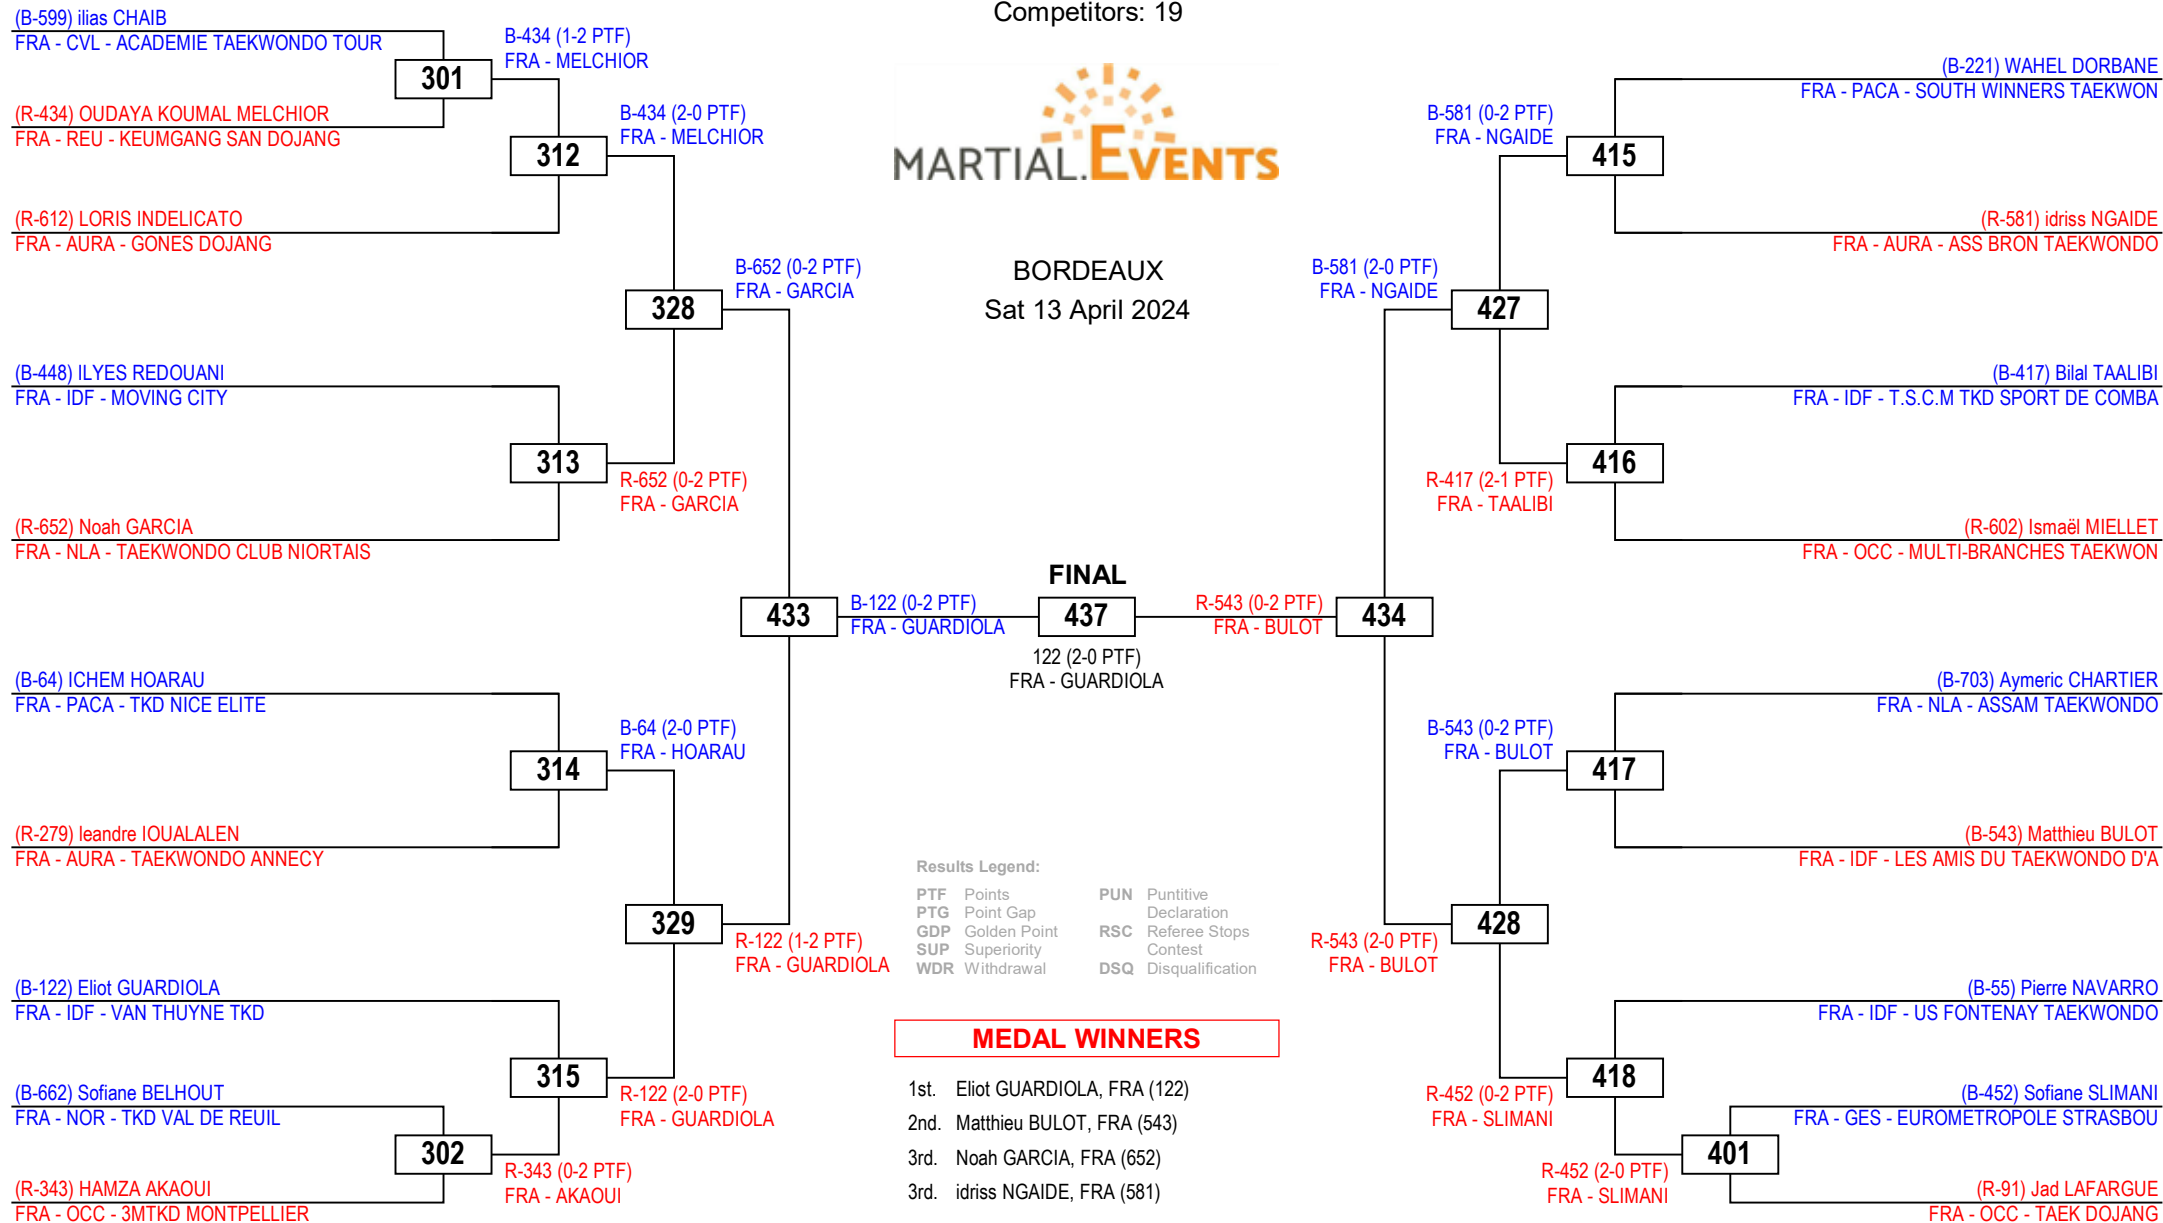 Competitors: 19
MARTIAL.EVENTS
BORDEAUX
Sat 13 April 2024
(B-599) ilias CHAIB
FRA - CVL - ACADEMIE TAEKWONDO TOUR
301
(R-434) OUDAYA KOUMAL MELCHIOR
FRA - REU - KEUMGANG SAN DOJANG
B-434 (1-2 PTF)
FRA - MELCHIOR
312
(R-612) LORIS INDELICATO
FRA - AURA - GONES DOJANG
B-434 (2-0 PTF)
FRA - MELCHIOR
328
(B-448) ILYES REDOUANI
FRA - IDF - MOVING CITY
313
(R-652) Noah GARCIA
FRA - NLA - TAEKWONDO CLUB NIORTAIS
R-652 (0-2 PTF)
FRA - GARCIA
B-652 (0-2 PTF)
FRA - GARCIA
433
(B-64) ICHEM HOARAU
FRA - PACA - TKD NICE ELITE
314
(R-279) leandre IOUALALEN
FRA - AURA - TAEKWONDO ANNECY
B-64 (2-0 PTF)
FRA - HOARAU
329
(B-122) Eliot GUARDIOLA
FRA - IDF - VAN THUYNE TKD
315
(B-662) Sofiane BELHOUT
FRA - NOR - TKD VAL DE REUIL
302
(R-343) HAMZA AKAOUI
FRA - OCC - 3MTKD MONTPELLIER
R-343 (0-2 PTF)
FRA - AKAOUI
R-122 (2-0 PTF)
FRA - GUARDIOLA
R-122 (1-2 PTF)
FRA - GUARDIOLA
B-122 (0-2 PTF)
FRA - GUARDIOLA
FINAL
437
122 (2-0 PTF)
FRA - GUARDIOLA
R-543 (0-2 PTF)
FRA - BULOT
434
(B-221) WAHEL DORBANE
FRA - PACA - SOUTH WINNERS TAEKWON
415
(R-581) idriss NGAIDE
FRA - AURA - ASS BRON TAEKWONDO
B-581 (0-2 PTF)
FRA - NGAIDE
B-581 (2-0 PTF)
FRA - NGAIDE
427
(B-417) Bilal TAALIBI
FRA - IDF - T.S.C.M TKD SPORT DE COMBA
416
(R-602) Ismaël MIELLET
FRA - OCC - MULTI-BRANCHES TAEKWON
R-417 (2-1 PTF)
FRA - TAALIBI
(B-703) Aymeric CHARTIER
FRA - NLA - ASSAM TAEKWONDO
417
(B-543) Matthieu BULOT
FRA - IDF - LES AMIS DU TAEKWONDO D'A
B-543 (0-2 PTF)
FRA - BULOT
428
R-543 (2-0 PTF)
FRA - BULOT
(B-55) Pierre NAVARRO
FRA - IDF - US FONTENAY TAEKWONDO
418
R-452 (0-2 PTF)
FRA - SLIMANI
(B-452) Sofiane SLIMANI
FRA - GES - EUROMETROPOLE STRASBOU
401
R-452 (2-0 PTF)
FRA - SLIMANI
(R-91) Jad LAFARGUE
FRA - OCC - TAEK DOJANG
Results Legend:
PTF Points
PTG Point Gap
GDP Golden Point
SUP Superiority
WDR Withdrawal
PUN Puntitive
Declaration
RSC Referee Stops
Contest
DSQ Disqualification
MEDAL WINNERS
1st. Eliot GUARDIOLA, FRA (122)
2nd. Matthieu BULOT, FRA (543)
3rd. Noah GARCIA, FRA (652)
3rd. idriss NGAIDE, FRA (581)